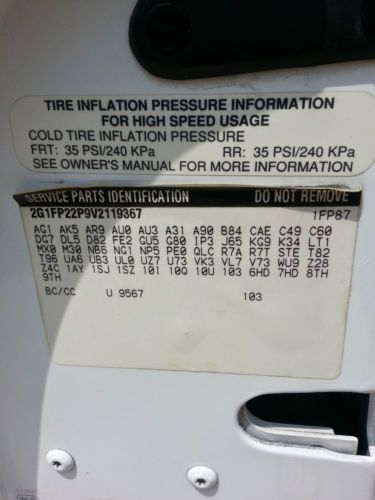 TIRE INFLATION PRESSURE INFORMATION
FOR HIGH SPEED USAGE
COLD TIRE INFLATION PRESSURE
FRT: 35 PSI/240 KPa RR: 35 PSI/240 KPa
SEE OWNER'S MANUAL FOR MORE INFORMATION
SERVICE PARTS IDENTIFICATION DO NOT REMOVE
2G1FP22P9V2119367 1FP87
AG1 AK5 AR9 AU0 AU3 A31 A90 B84 CAE C49 C60
DG7 DL5 D82 FE2 GU5 G80 IP3 J65 KG9 K34 LT1
MX0 M30 NB6 NG1 NP5 PE0 QLC R7A R7T STE T82
T96 UA6 UB3 UL0 UZ7 U73 VK3 VL7 V73 WU9 Z28
Z4C 1AY 1SJ 1SZ 10I 10Q 10U 103 6HD 7HD 8TH
9TH
BC/CC U 9567 103